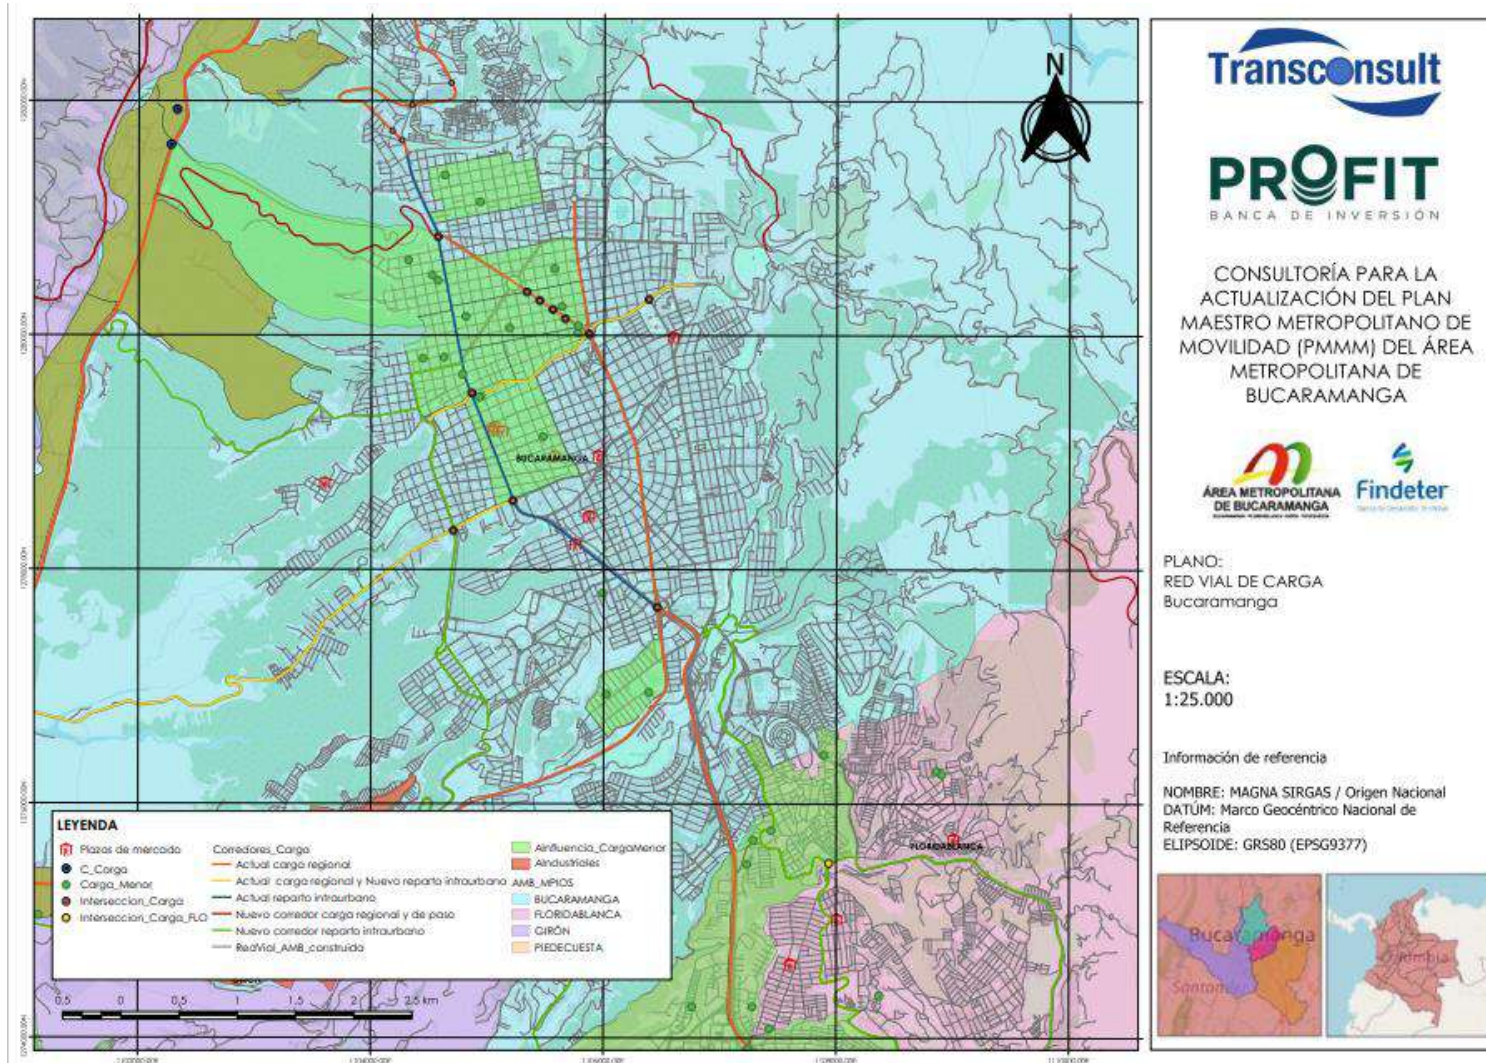 N
BUCARAMANGA
FLORIDABLANCA
LEYENDA
Plazas de mercado
C_Carga
Carga_Menor
Interseccion_Carga
Interseccion_Carga_FLO
Corredores_Carga
Actual carga regional
Actual carga regional y Nuevo reparto intraurbano
Actual reparto intraurbano
Nuevo corredor carga regional y de paso
Nuevo corredor reparto intraurbano
RedVial_AMB_construida
Ainfluencia_CargaMenor
AIndustriales
AMB_MPIOS
BUCARAMANGA
FLORIDABLANCA
GIRÓN
PIEDECUESTA
0,5 0 0,5 1 1,5 2 2,5 km
Transconsult
PROFIT
BANCA DE INVERSIÓN
CONSULTORÍA PARA LA
ACTUALIZACIÓN DEL PLAN
MAESTRO METROPOLITANO DE
MOVILIDAD (PMMM) DEL ÁREA
METROPOLITANA DE
BUCARAMANGA
ÁREA METROPOLITANA
DE BUCARAMANGA
Findeter
PLANO:
RED VIAL DE CARGA
Bucaramanga
ESCALA:
1:25.000
Información de referencia
NOMBRE: MAGNA SIRGAS / Origen Nacional
DATÚM: Marco Geocéntrico Nacional de
Referencia
ELIPSOIDE: GRS80 (EPSG9377)
Bucaramanga
Santander